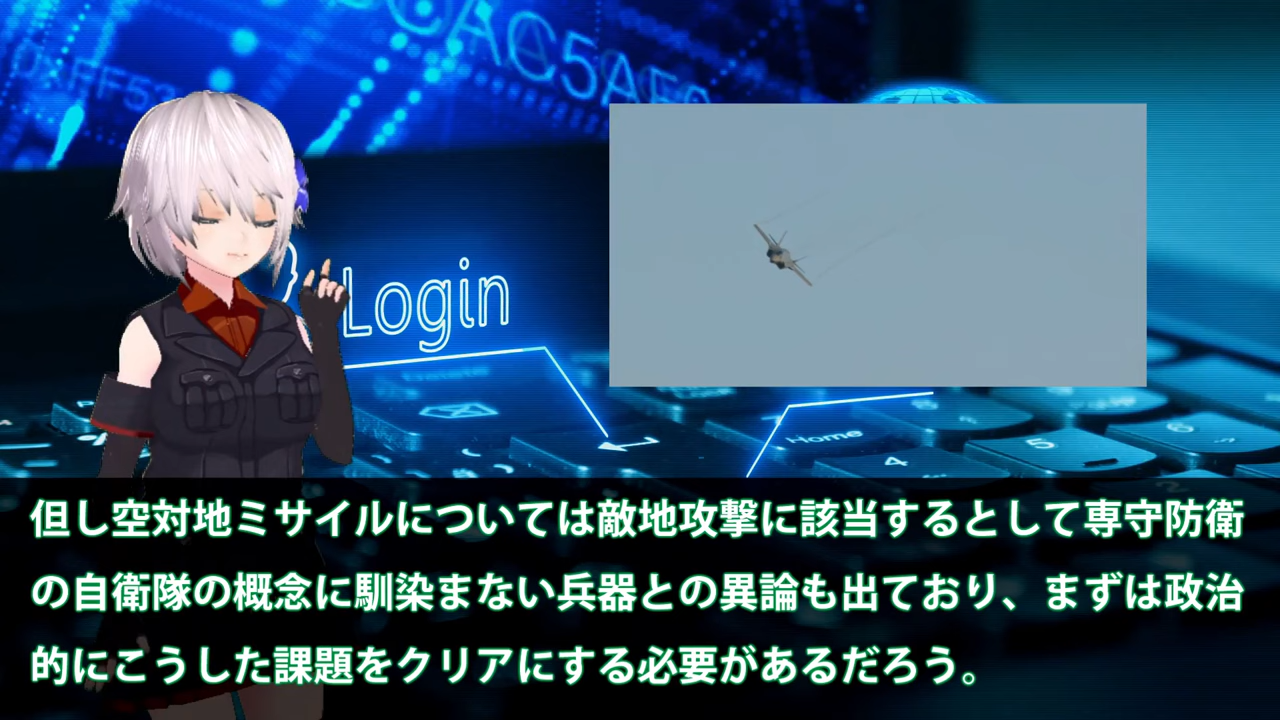 CAC5AF9
Login
Home
4
5
6
但し空対地ミサイルについては敵地攻撃に該当するとして専守防衛
の自衛隊の概念に馴染まない兵器との異論も出ており、まずは政治
的にこうした課題をクリアにする必要があるだろう。